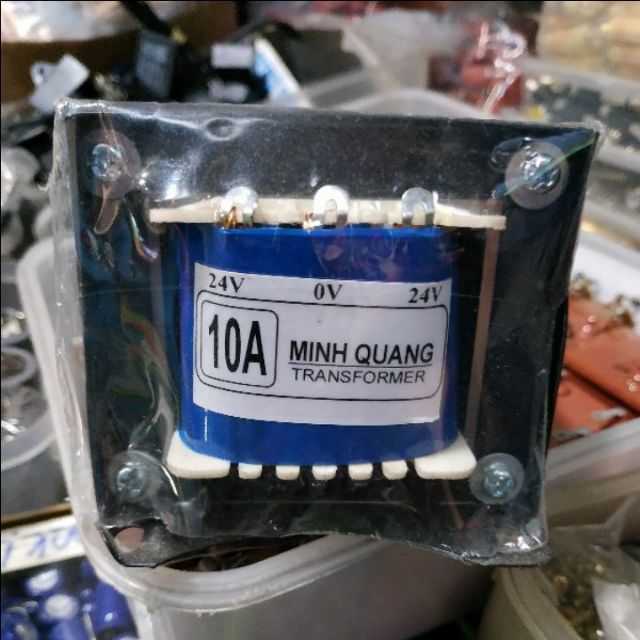 24V 0V 24V
10A
MINH QUANG
TRANSFORMER